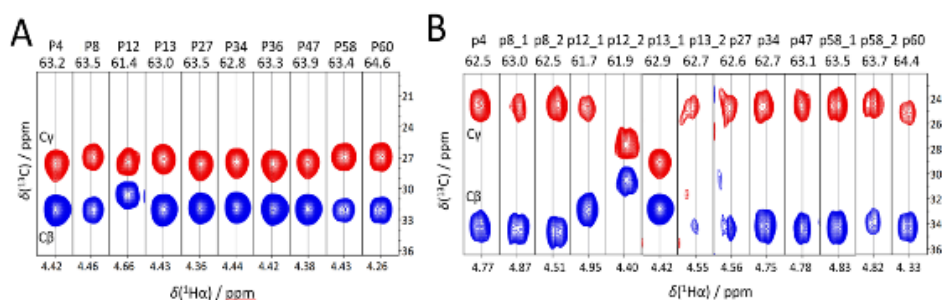 A
P4 P8 P12 P13 P27 P34 P36 P47 P58 P60
63.2 63.5 61.4 63.0 63.5 62.8 63.3 63.9 63.4 64.6
21
24
27
30
33
36
Cγ
Cβ
δ(¹³C) / ppm
4.42 4.46 4.66 4.43 4.36 4.44 4.42 4.38 4.43 4.26
δ(¹Hα) / ppm
B
p4 p8_1 p8_2 p12_1 p12_2 p13_1 p13_2 p27 p34 p47 p58_1 p58_2 p60
62.5 63.0 62.5 61.7 61.9 62.9 62.7 62.6 62.7 63.1 63.5 63.7 64.4
24
26
28
30
32
34
36
Cγ
Cβ
δ(¹³C) / ppm
δ(¹³C) / ppm
4.77 4.87 4.51 4.95 4.40 4.42 4.55 4.56 4.75 4.78 4.83 4.82 4.33
δ(¹Hα) / ppm